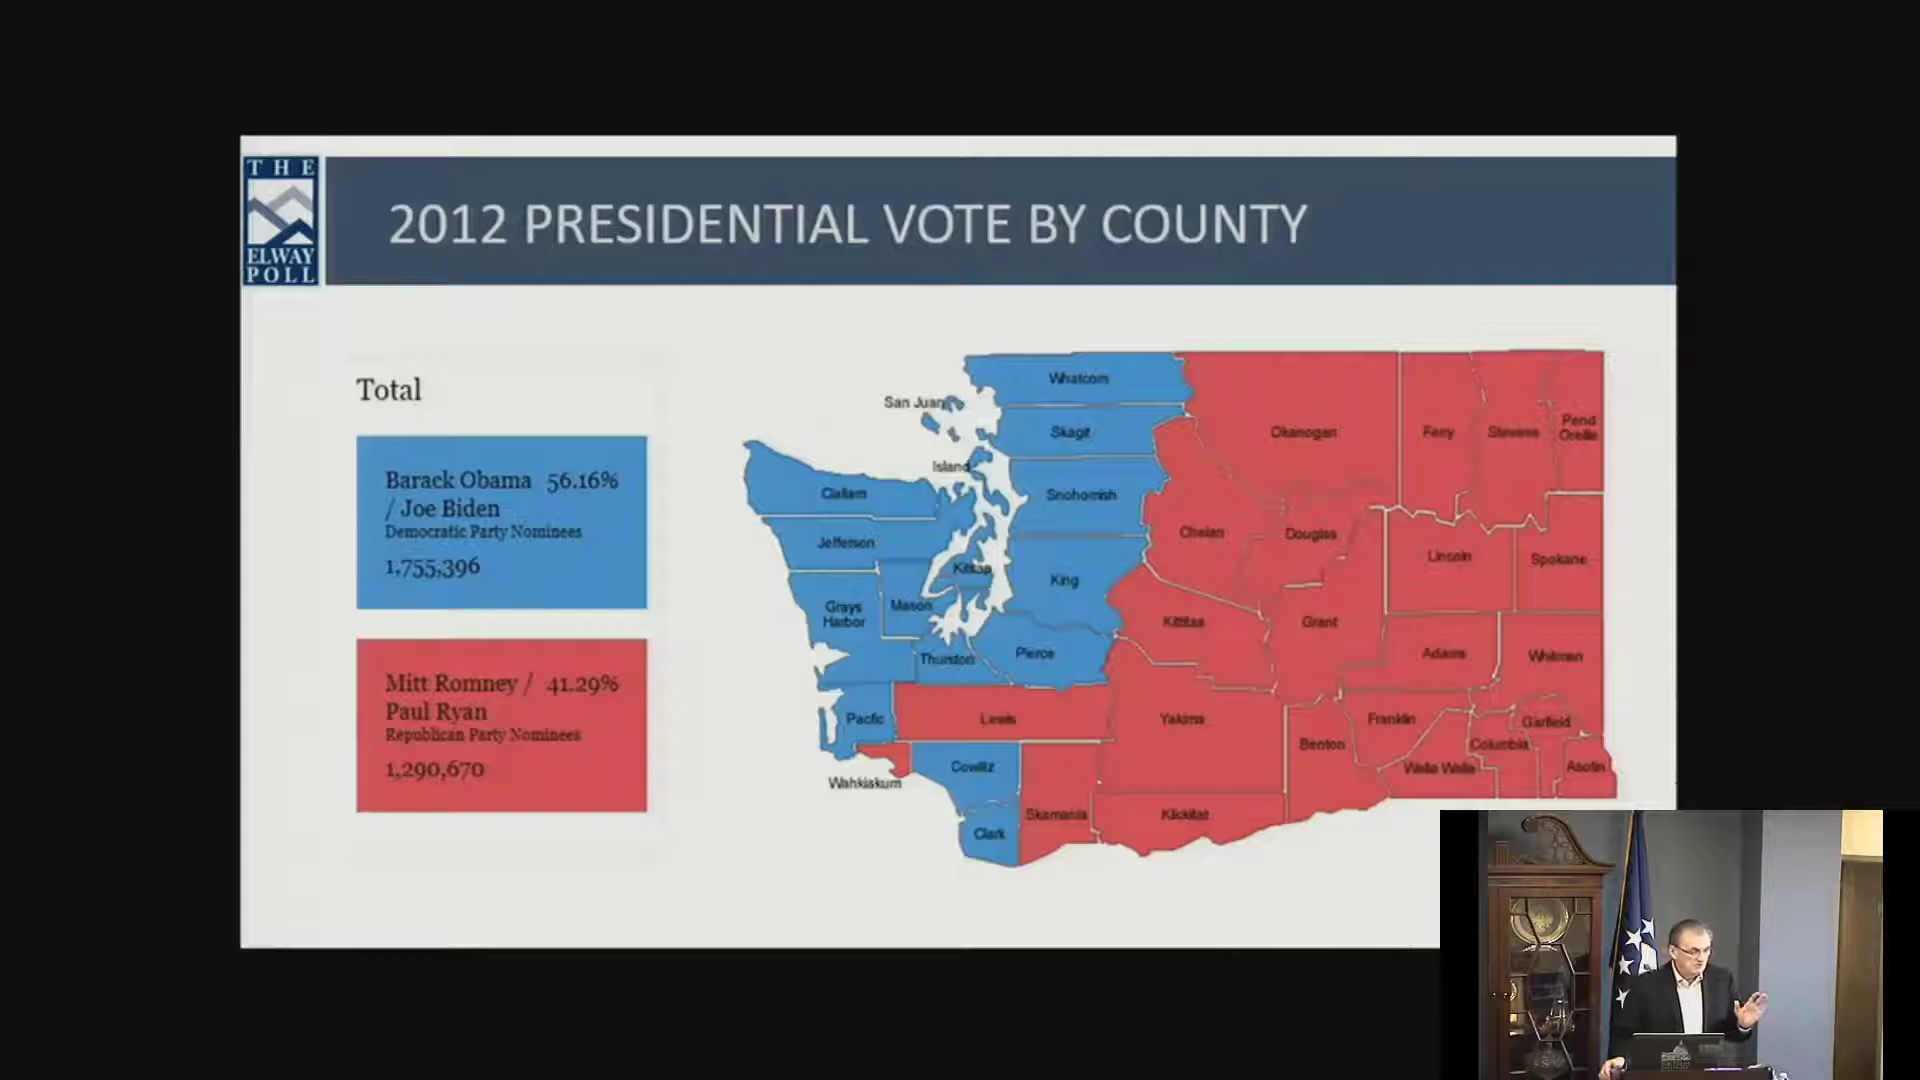 THE
ELWAY
POLL
2012 PRESIDENTIAL VOTE BY COUNTY
Total
Barack Obama 56.16%
/ Joe Biden
Democratic Party Nominees
1,755,396
Mitt Romney / 41.29%
Paul Ryan
Republican Party Nominees
1,290,670
Whatcom
San Juan
Skagit
Okanogan
Ferry
Stevens
Pend
Oreille
Island
Clallam
Snohomish
Chelan
Douglas
Lincoln
Spokane
Jefferson
Kitsap
King
Grays
Harbor
Mason
Kittitas
Grant
Thurston
Pierce
Adams
Whitman
Pacific
Lewis
Yakima
Franklin
Garfield
Benton
Columbia
Wahkiakum
Cowlitz
Walla Walla
Asotin
Skamania
Klickitat
Clark